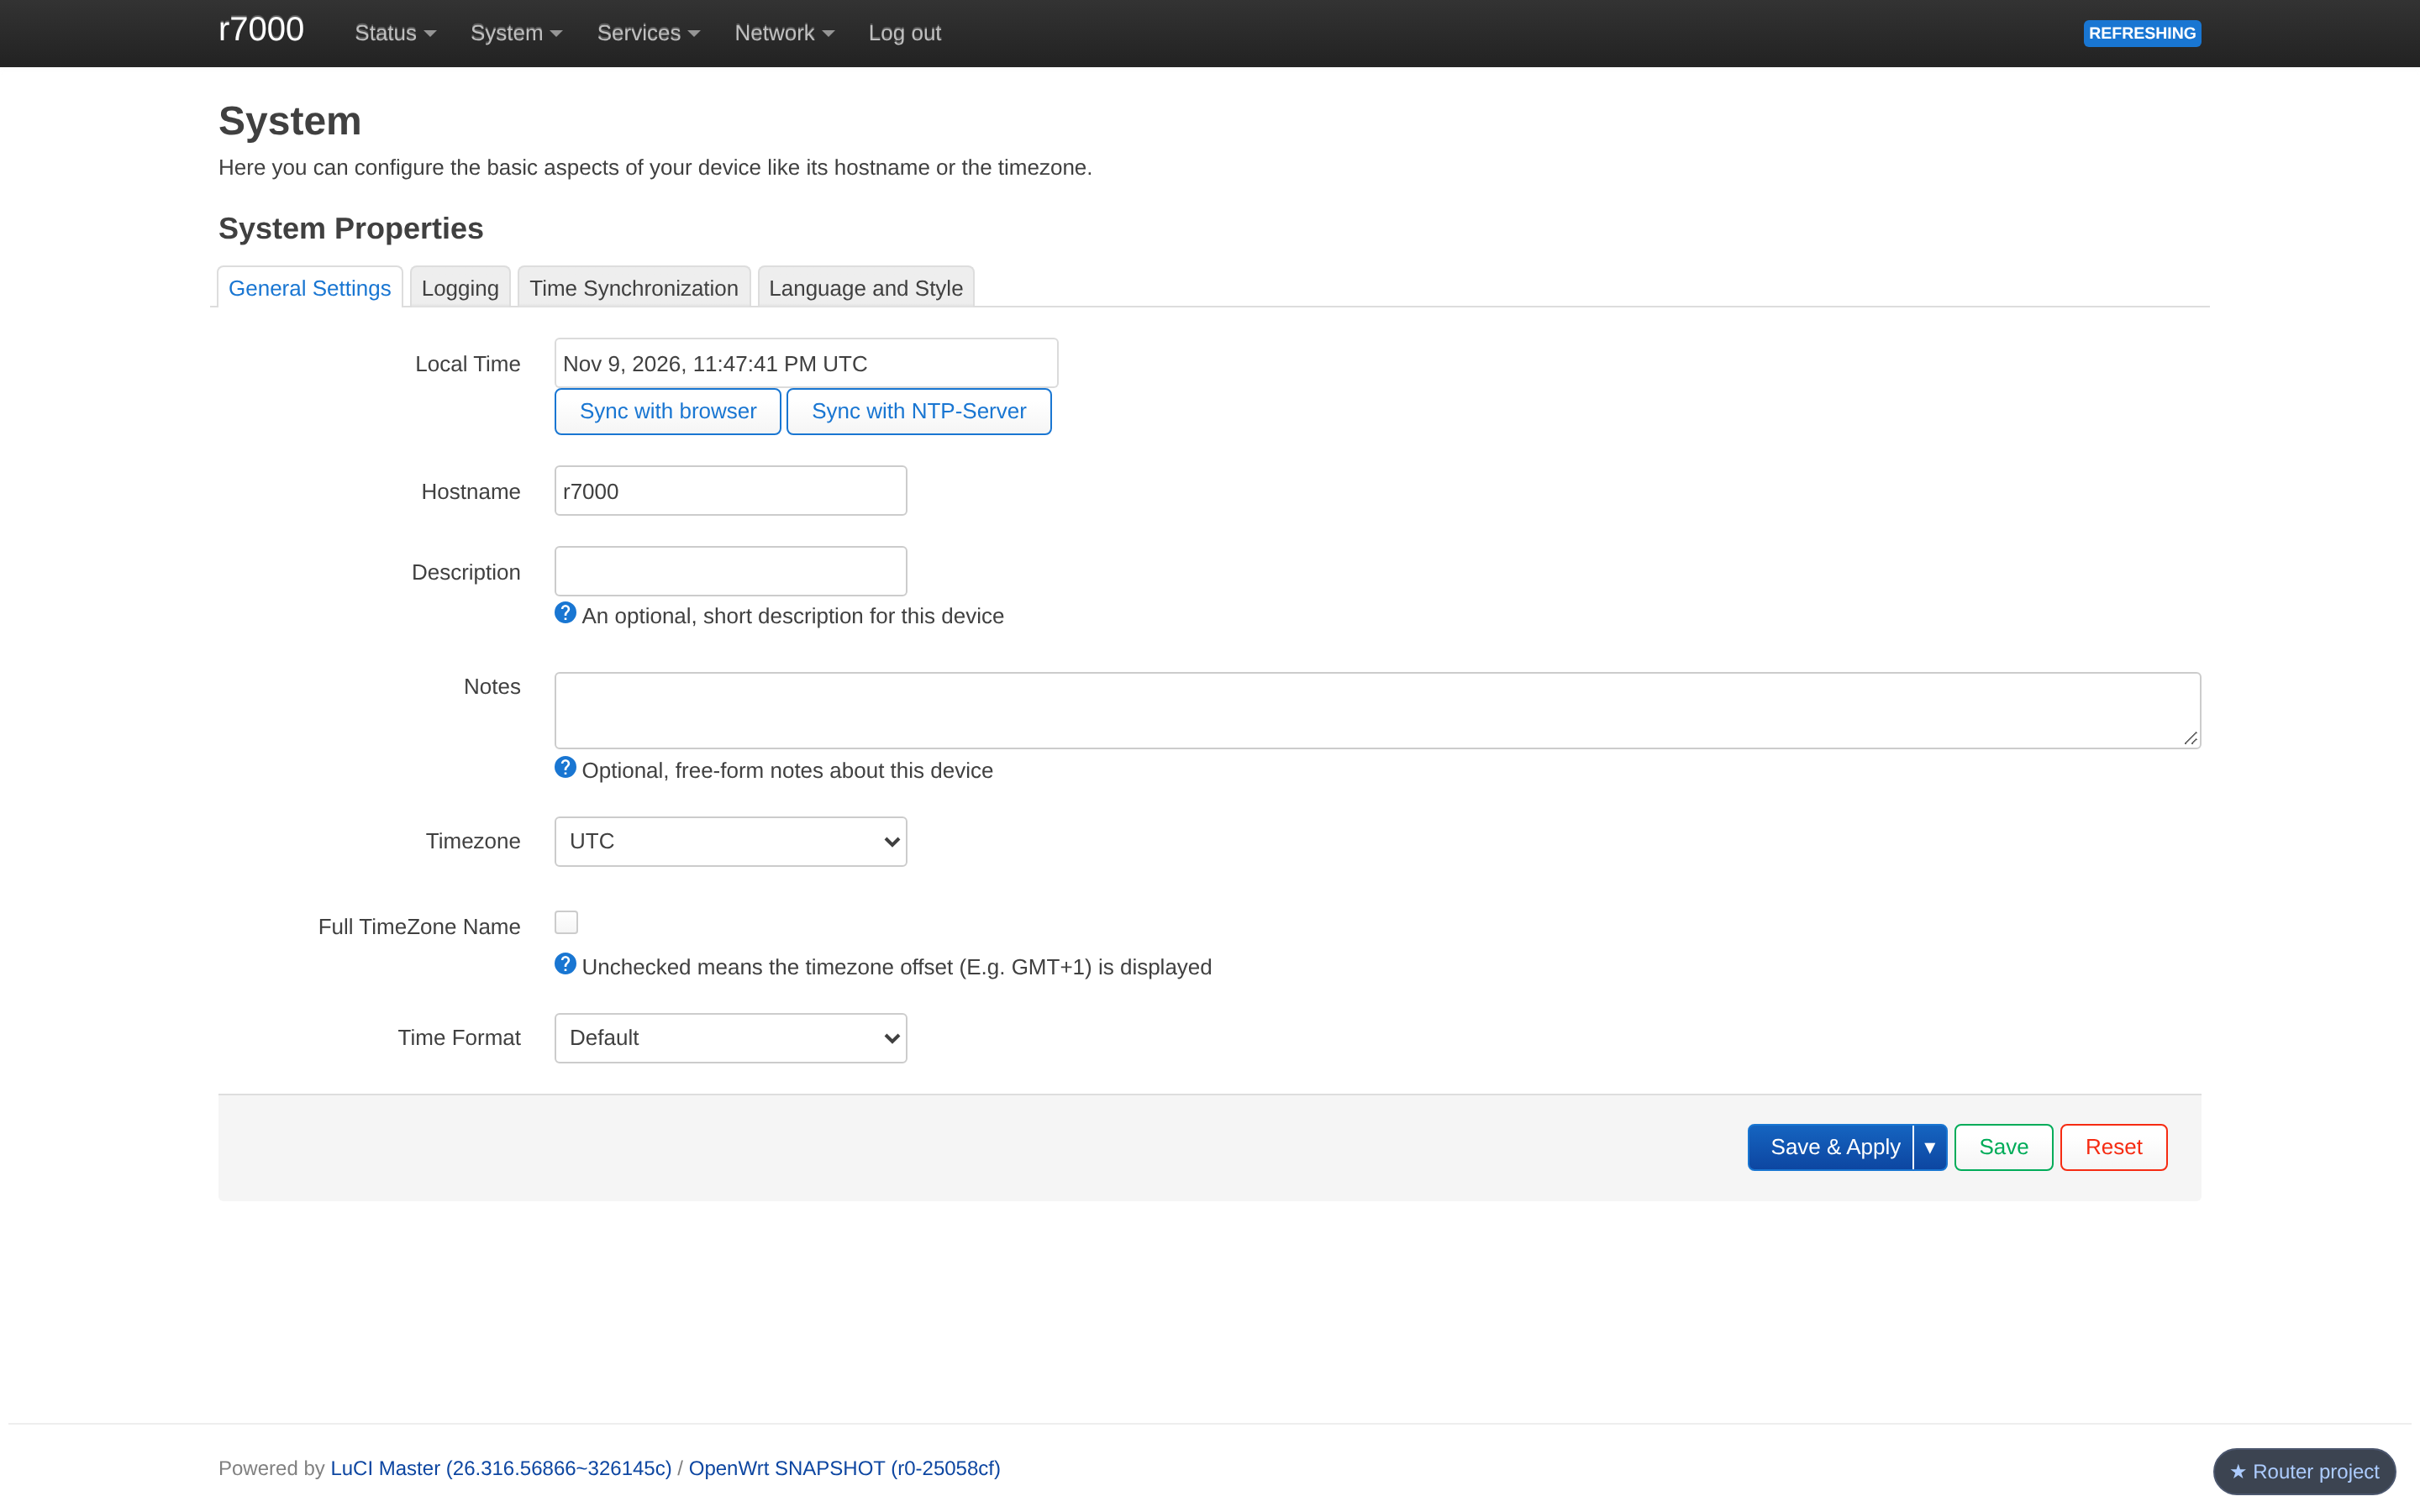 r7000 Status System Services Network Log out REFRESHING
System
Here you can configure the basic aspects of your device like its hostname or the timezone.
System Properties
General Settings Logging Time Synchronization Language and Style
Local Time Nov 9, 2026, 11:47:41 PM UTC
Sync with browser Sync with NTP-Server
Hostname r7000
Description
An optional, short description for this device
Notes
Optional, free-form notes about this device
Timezone UTC
Full TimeZone Name
Unchecked means the timezone offset (E.g. GMT+1) is displayed
Time Format Default
Save & Apply ▾ Save Reset
Powered by LuCI Master (26.316.56866~326145c) / OpenWrt SNAPSHOT (r0-25058cf)
★ Router project